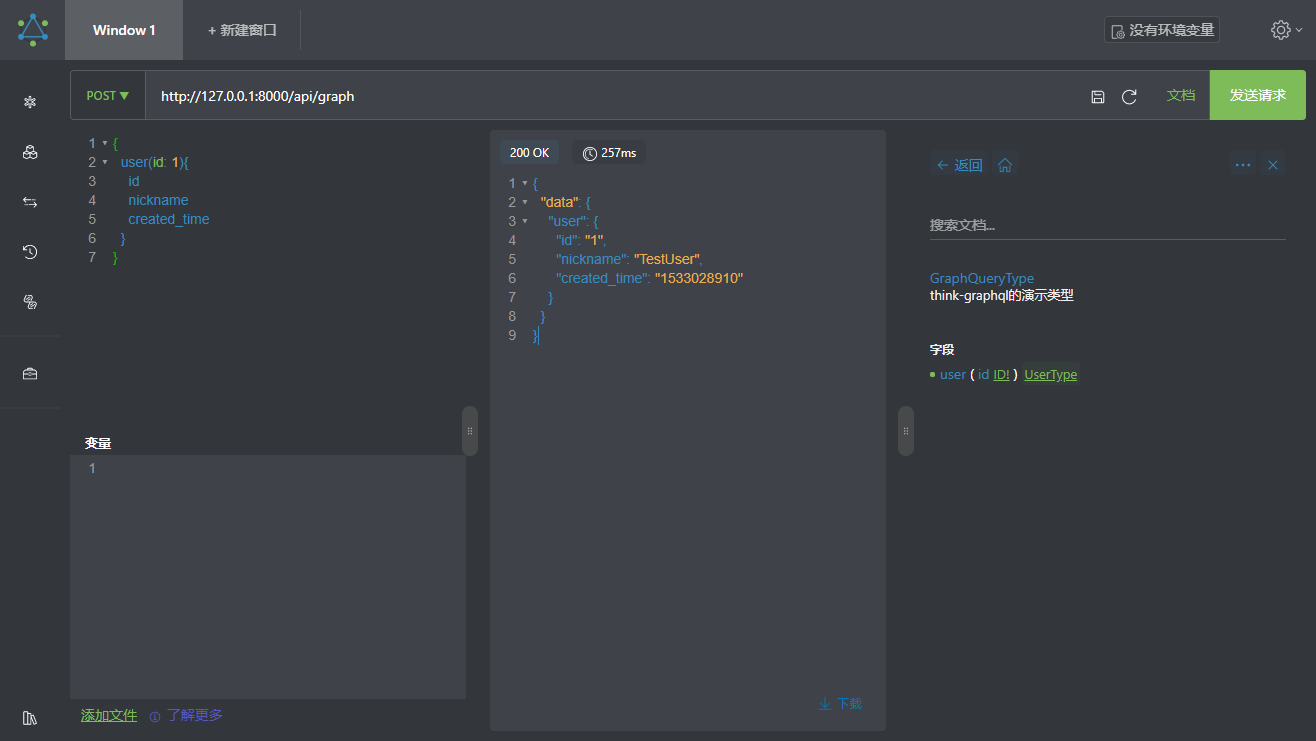 Window 1
+ 新建窗口
没有环境变量
POST ▼
http://127.0.0.1:8000/api/graph
文档
发送请求
1 {
2 user(id: 1){
3 id
4 nickname
5 created_time
6 }
7 }
变量
1
添加文件
了解更多
200 OK
257ms
1 {
2 "data": {
3 "user": {
4 "id": "1",
5 "nickname": "TestUser",
6 "created_time": "1533028910"
7 }
8 }
9 }
下载
返回
搜索文档...
GraphQueryType
think-graphql的演示类型
字段
user ( id ID! ) UserType